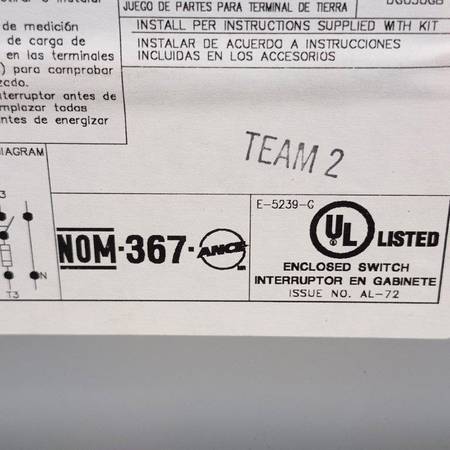 JUEGO DE PARTES PARA TERMINAL DE TIERRA
INSTALL PER INSTRUCTIONS SUPPLIED WITH KIT
INSTALAR DE ACUERDO A INSTRUCCIONES
INCLUIDAS EN LOS ACCESORIOS
de medición
de carga de
en las terminales
) para comprobar
zado.
terruptor antes de
mplazar todas
ntes de energizar
TEAM 2
DIAGRAM
3
N
T3
NOM-367-ANCE
E-5239-G
UL LISTED
ENCLOSED SWITCH
INTERRUPTOR EN GABINETE
ISSUE NO. AL-72